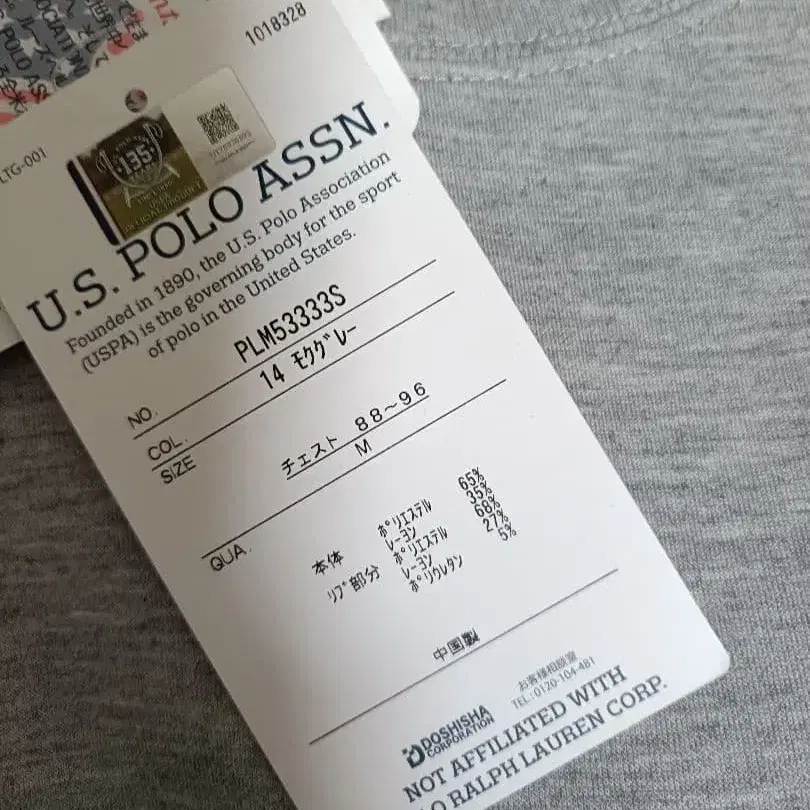 1018328
LTG-001
135
U.S. POLO ASSN.
Founded in 1890, the U.S. Polo Association
(USPA) is the governing body for the sport
of polo in the United States.
NO. PLM53333S
COL. 14 ﾓｸｸﾞﾚｰ
SIZE チェスト 88～96
M
QUA.
本体 ﾎﾟﾘｴｽﾃﾙ 65%
ﾚｰﾖﾝ 35%
ﾘﾌﾞ部分 ﾎﾟﾘｴｽﾃﾙ 68%
ﾚｰﾖﾝ 27%
ﾎﾟﾘｳﾚﾀﾝ 5%
中国製
DOSHISHA
CORPORATION
お客様相談室
TEL:0120-104-481
NOT AFFILIATED WITH
RALPH LAUREN CORP.